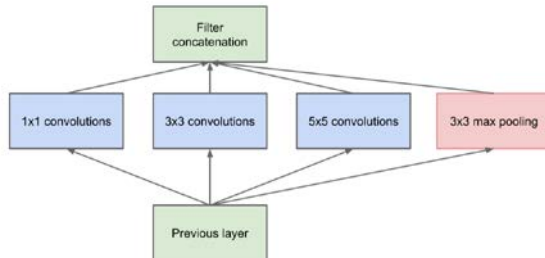 Filter
concatenation
1x1 convolutions
3x3 convolutions
5x5 convolutions
3x3 max pooling
Previous layer